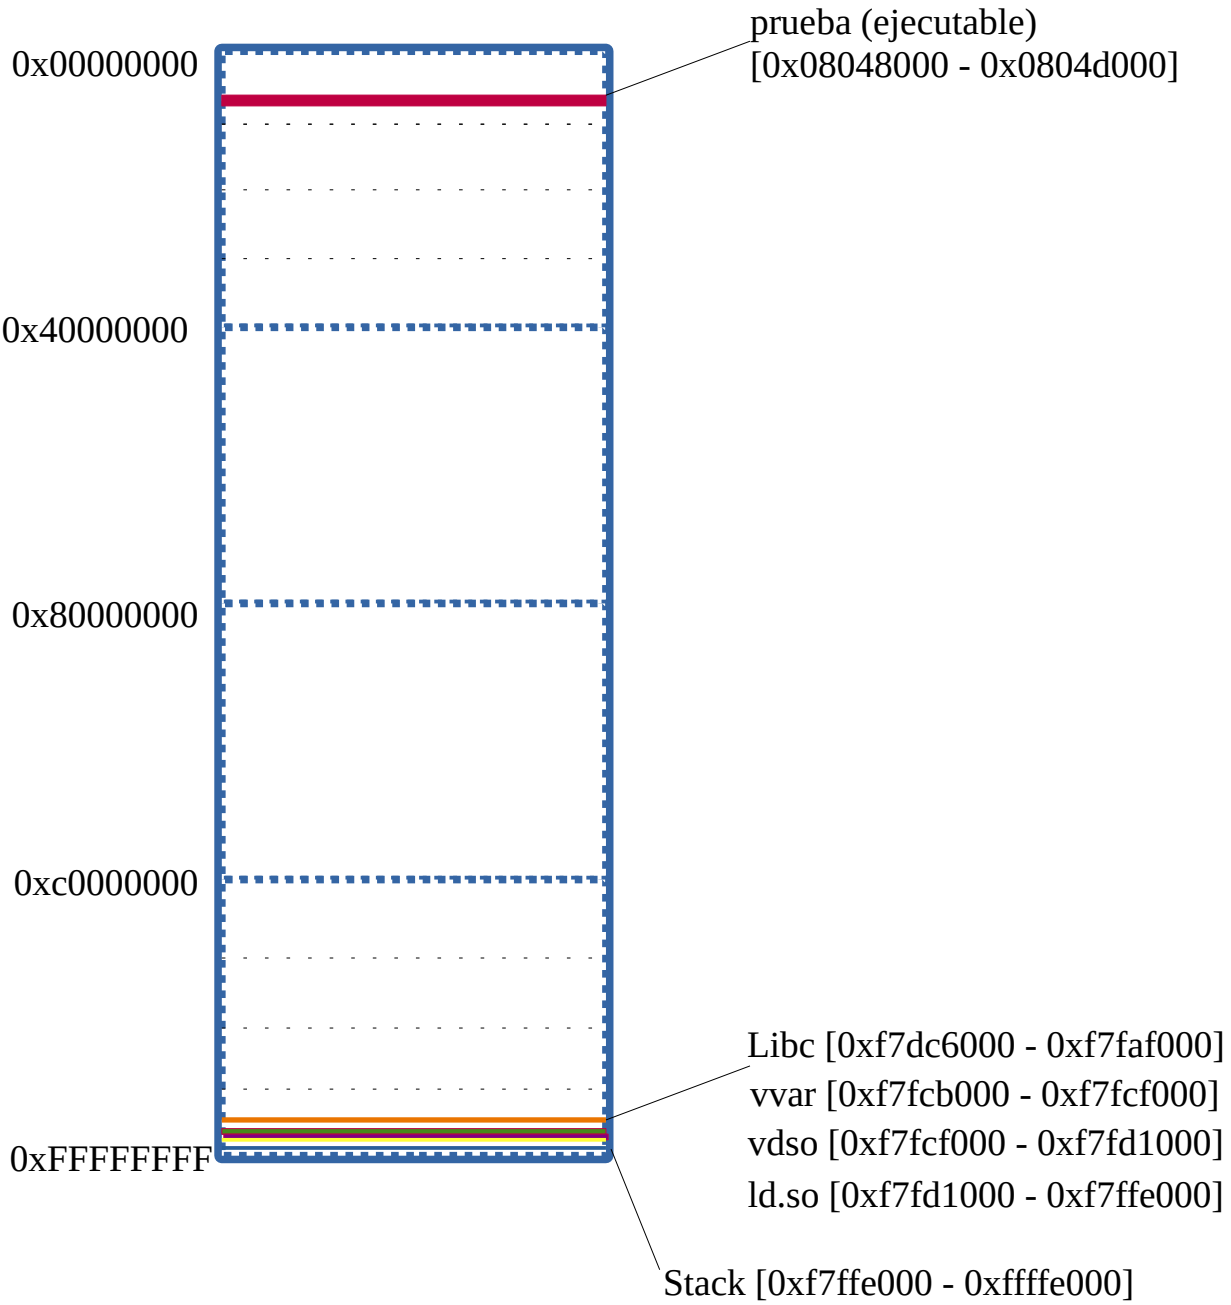 prueba (ejecutable)
0x00000000
[0x08048000 - 0x0804d000]
0x40000000
0x80000000
0xc0000000
Libc [0xf7dc6000 - 0xf7faf000]
vvar [0xf7fcb000 - 0xf7fcf000]
vdso [0xf7fcf000 - 0xf7fd1000]
0xFFFFFFFF
ld.so [0xf7fd1000 - 0xf7ffe000]
Stack [0xf7ffe000 - 0xffffe000]